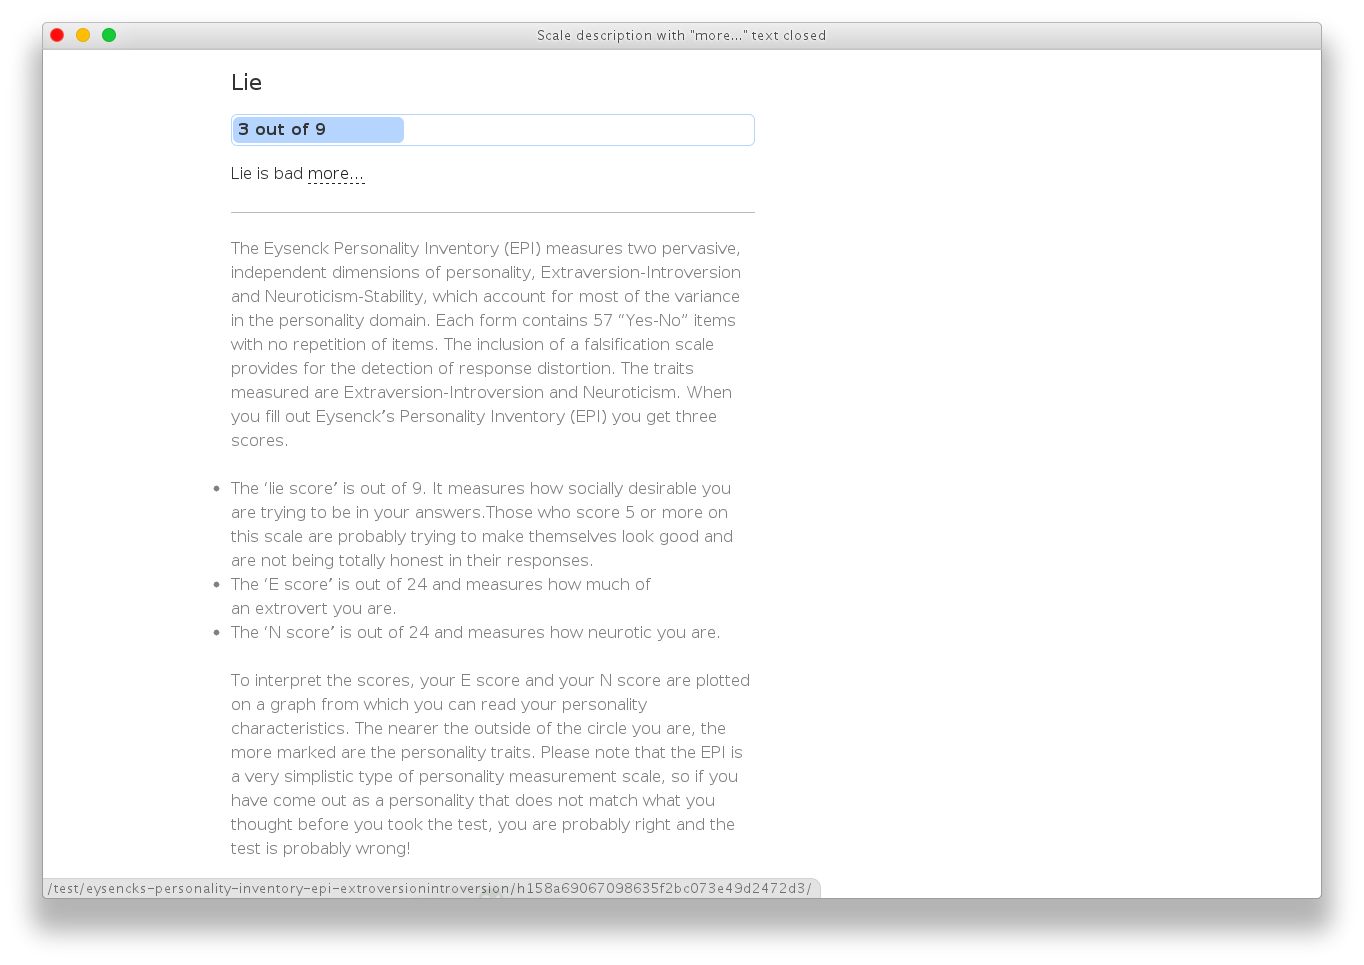 Scale description with "more..." text closed
Lie
3 out of 9
Lie is bad more...
The Eysenck Personality Inventory (EPI) measures two pervasive,
independent dimensions of personality, Extraversion-Introversion
and Neuroticism-Stability, which account for most of the variance
in the personality domain. Each form contains 57 “Yes-No” items
with no repetition of items. The inclusion of a falsification scale
provides for the detection of response distortion. The traits
measured are Extraversion-Introversion and Neuroticism. When
you fill out Eysenck’s Personality Inventory (EPI) you get three
scores.
• The ‘lie score’ is out of 9. It measures how socially desirable you
are trying to be in your answers.Those who score 5 or more on
this scale are probably trying to make themselves look good and
are not being totally honest in their responses.
• The ‘E score’ is out of 24 and measures how much of
an extrovert you are.
• The ‘N score’ is out of 24 and measures how neurotic you are.
To interpret the scores, your E score and your N score are plotted
on a graph from which you can read your personality
characteristics. The nearer the outside of the circle you are, the
more marked are the personality traits. Please note that the EPI is
a very simplistic type of personality measurement scale, so if you
have come out as a personality that does not match what you
thought before you took the test, you are probably right and the
test is probably wrong!
/test/eysencks-personality-inventory-epi-extroversionintroversion/h158a69067098635f2bc073e49d2472d3/